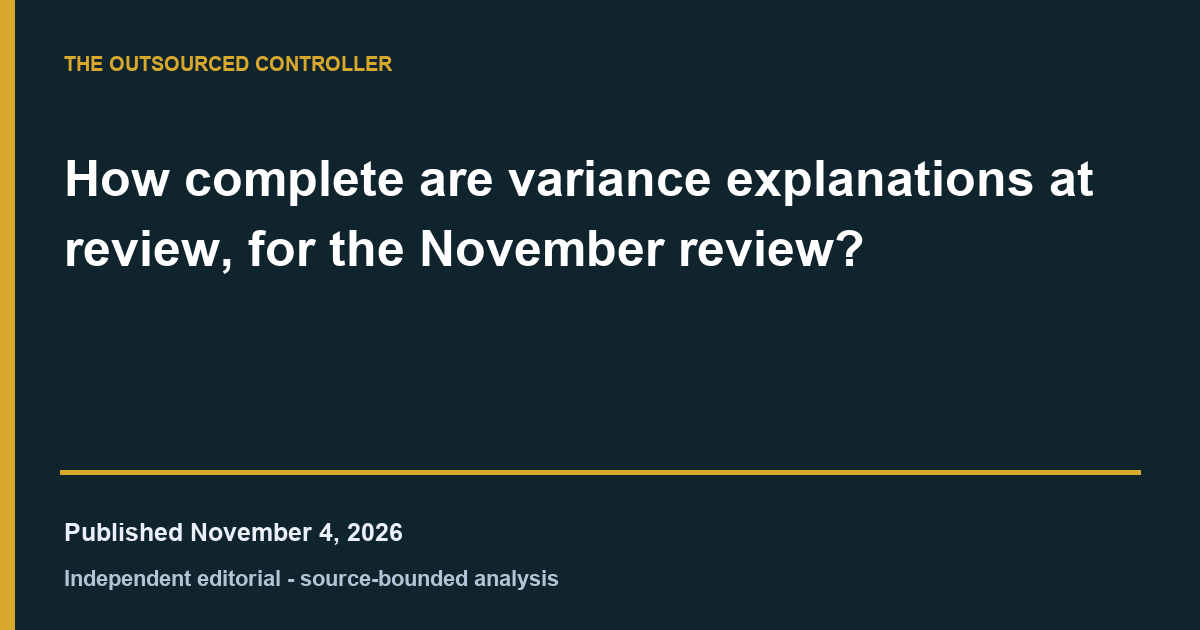 THE OUTSOURCED CONTROLLER
How complete are variance explanations at
review, for the November review?
Published November 4, 2026
Independent editorial - source-bounded analysis